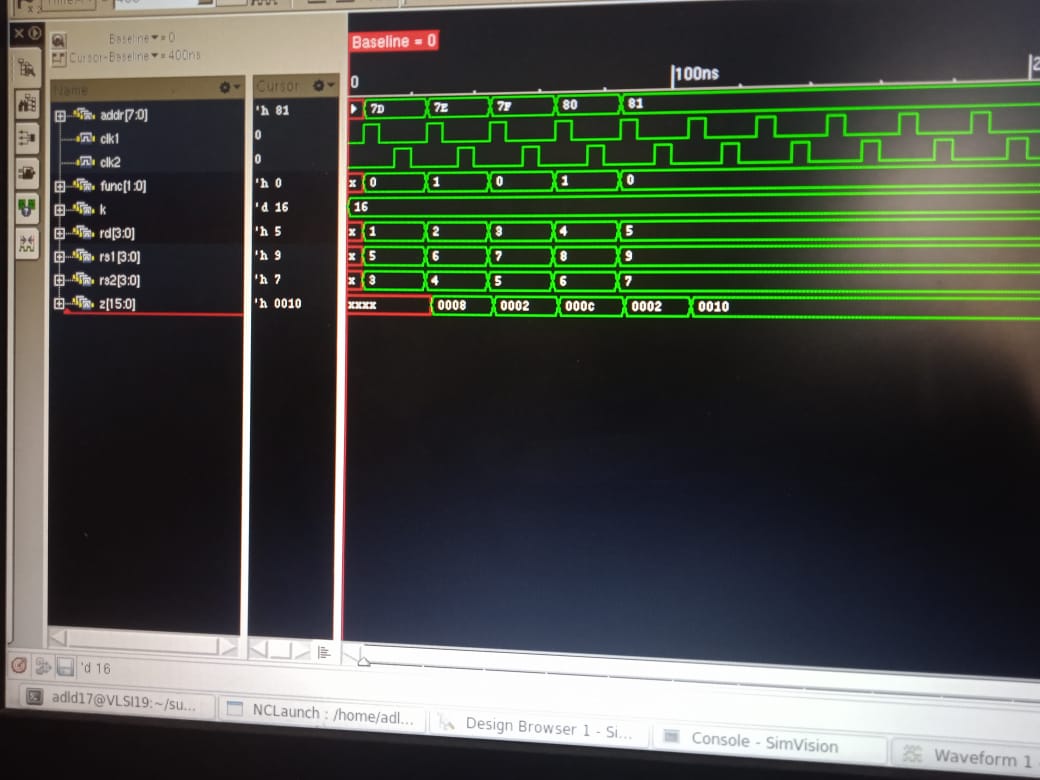 Baseline = 0
Cursor-Baseline = 400ns
Baseline = 0
0 100ns
Name Cursor
addr[7:0] 'h 81 7D 7E 7F 80 81
clk1 0
clk2 0
func[1:0] 'h 0 x 0 1 0 1 0
k 'd 16 16
rd[3:0] 'h 5 x 1 2 3 4 5
rs1[3:0] 'h 9 x 5 6 7 8 9
rs2[3:0] 'h 7 x 3 4 5 6 7
z[15:0] 'h 0010 xxxx 0008 0002 000c 0002 0010
'd 16
adld17@VLSI19:~/su... NCLaunch : /home/adl... Design Browser 1 - Si... Console - SimVision Waveform 1